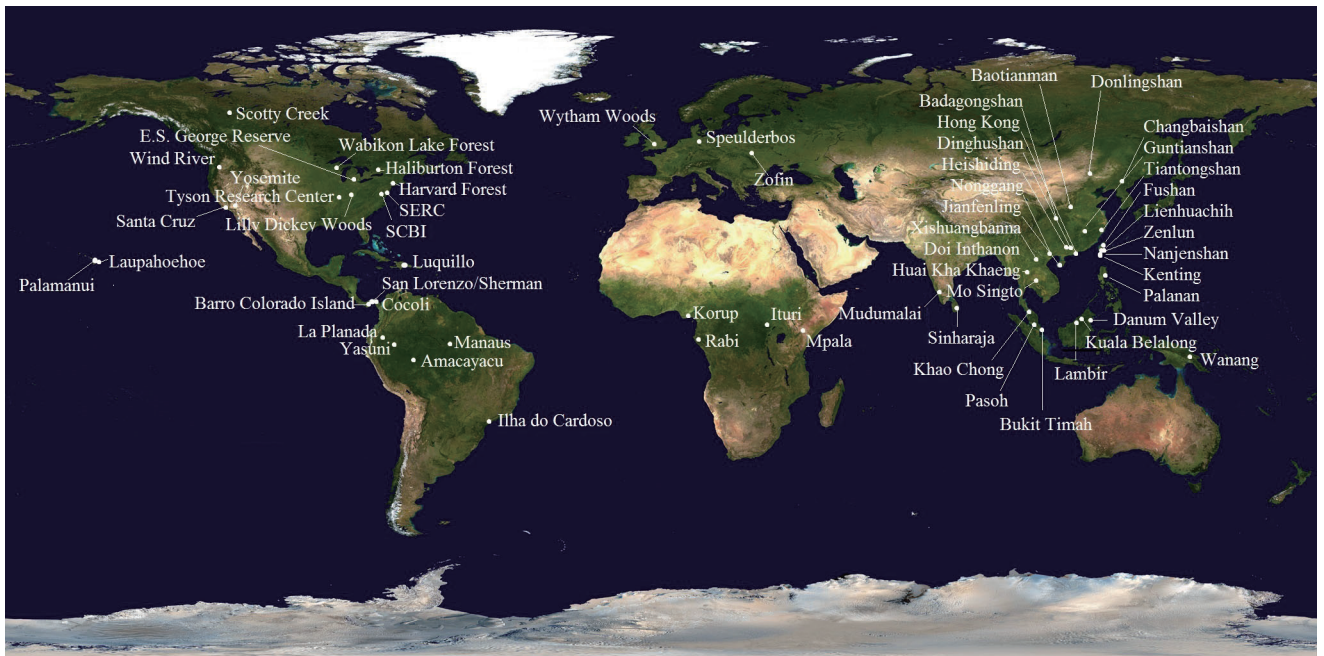 Scotty Creek
E.S. George Reserve
Wabikon Lake Forest
Wind River
Haliburton Forest
Yosemite
Harvard Forest
Tyson Research Center
SERC
Santa Cruz
Lilly Dickey Woods
SCBI
Palamanui
Laupahoehoe
Luquillo
San Lorenzo/Sherman
Barro Colorado Island
Cocoli
La Planada
Yasuni
Manaus
Amacayacu
Ilha do Cardoso
Wytham Woods
Speulderbos
Zofin
Korup
Ituri
Rabi
Mpala
Baotianman
Donlingshan
Badagongshan
Hong Kong
Dinghushan
Heishiding
Nonggang
Jianfenling
Xishuangbanna
Doi Inthanon
Huai Kha Khaeng
Mo Singto
Mudumalai
Sinharaja
Khao Chong
Pasoh
Bukit Timah
Changbaishan
Guntianshan
Tiantongshan
Fushan
Lienhuachih
Zenlun
Nanjenshan
Kenting
Palanan
Danum Valley
Kuala Belalong
Lambir
Wanang